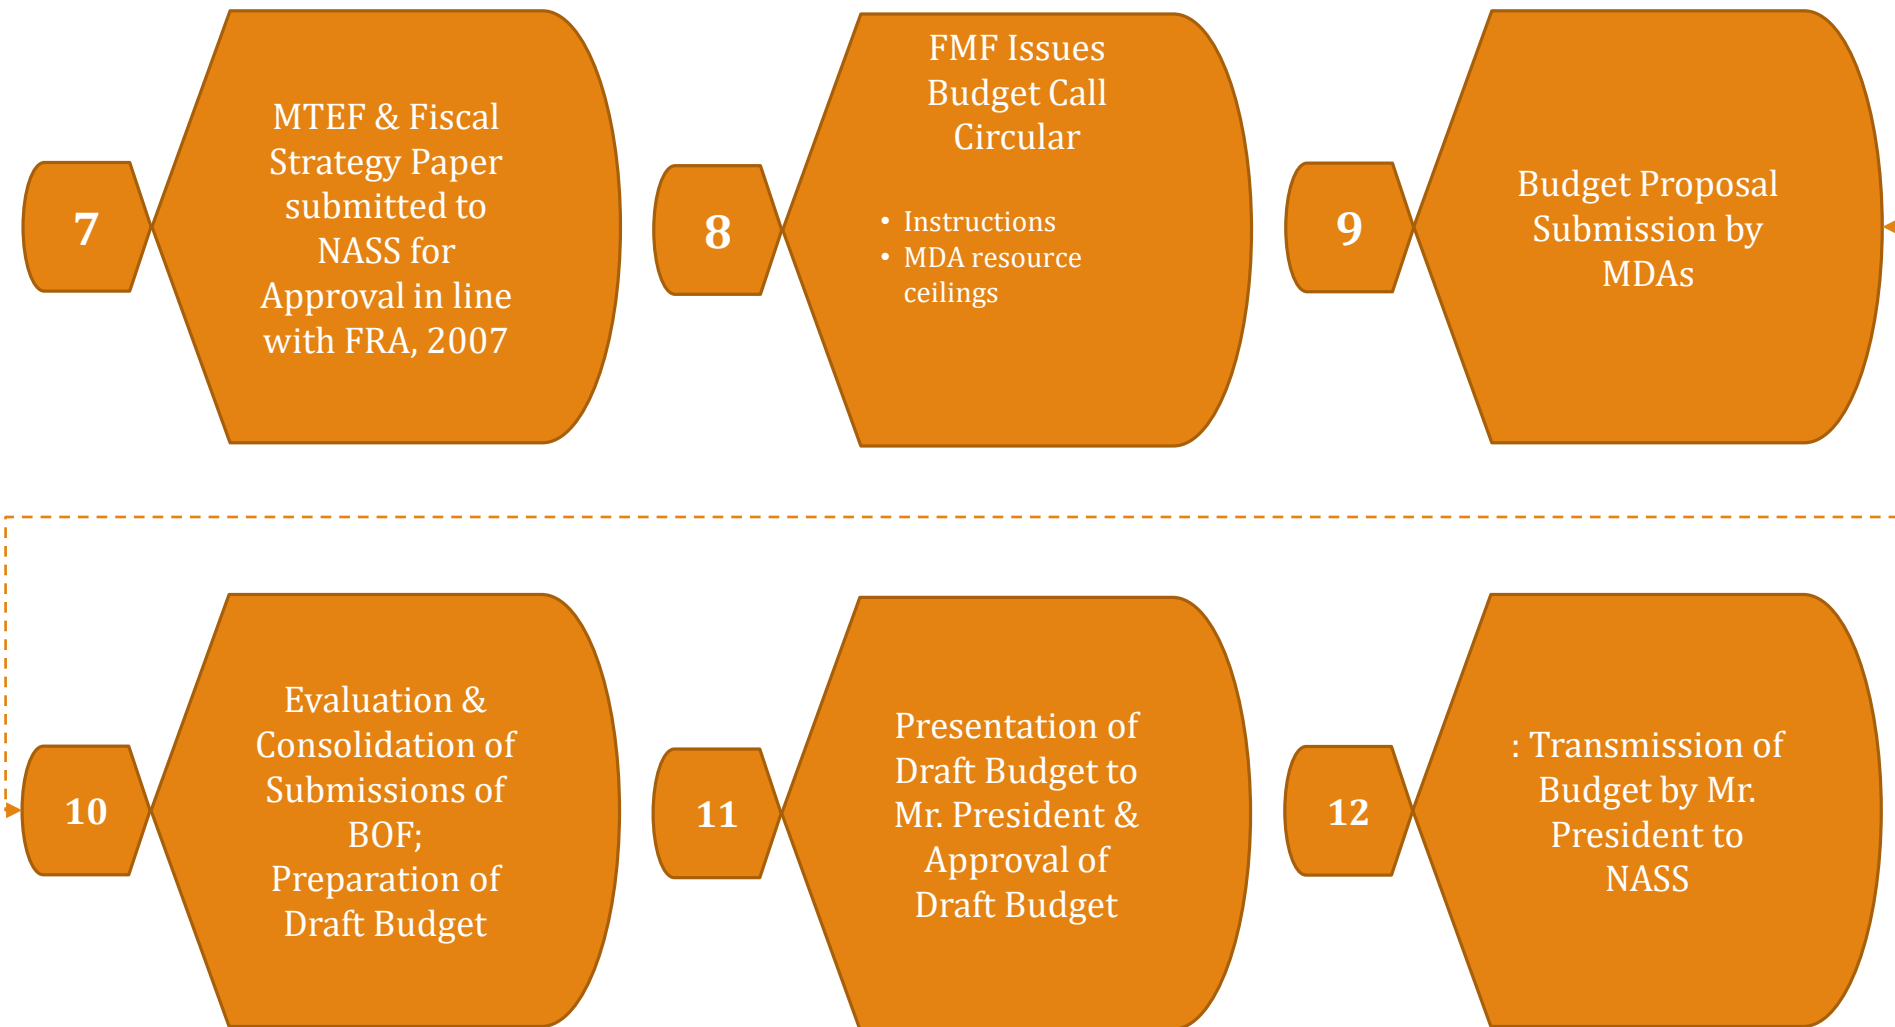 7
MTEF & Fiscal
Strategy Paper
submitted to
NASS for
Approval in line
with FRA, 2007
8
FMF Issues
Budget Call
Circular
• Instructions
• MDA resource
ceilings
9
Budget Proposal
Submission by
MDAs
10
Evaluation &
Consolidation of
Submissions of
BOF;
Preparation of
Draft Budget
11
Presentation of
Draft Budget to
Mr. President &
Approval of
Draft Budget
12
: Transmission of
Budget by Mr.
President to
NASS